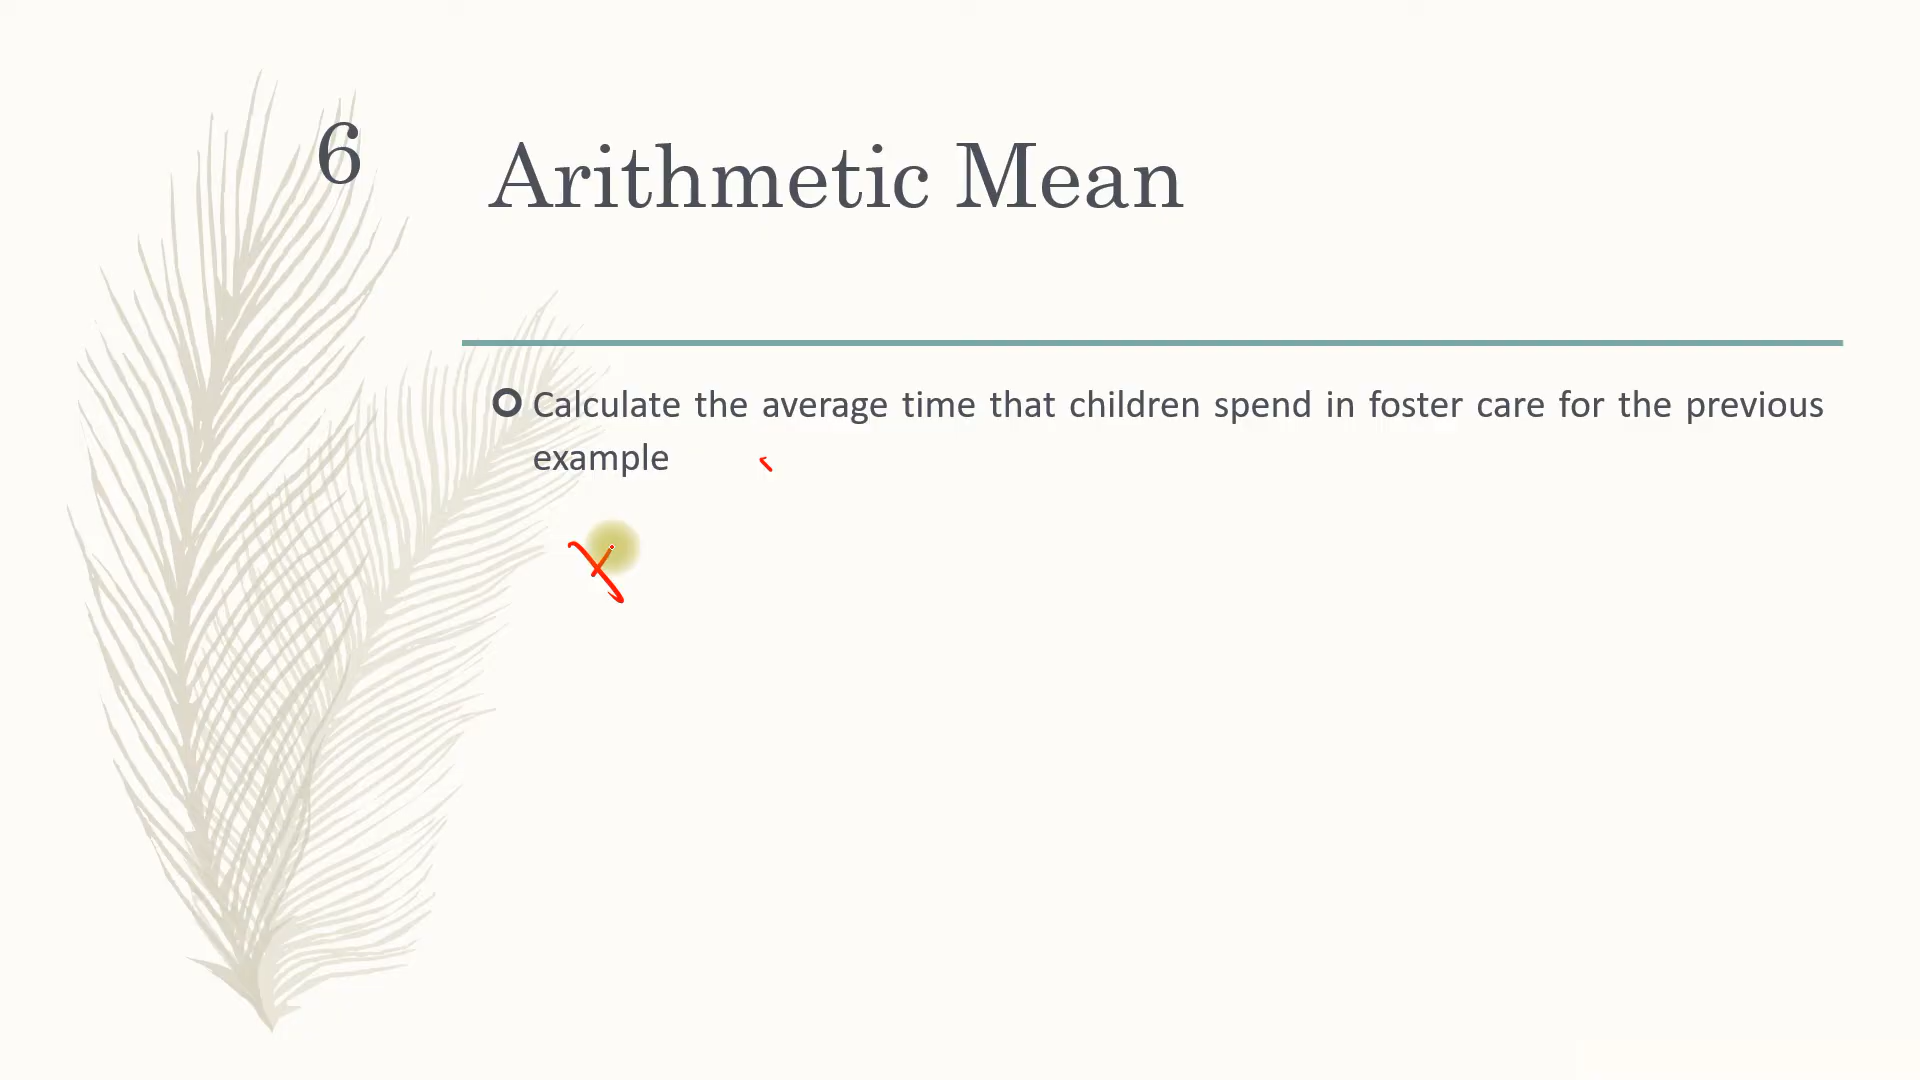 6
Arithmetic Mean
Calculate the average time that children spend in foster care for the previous
example
X